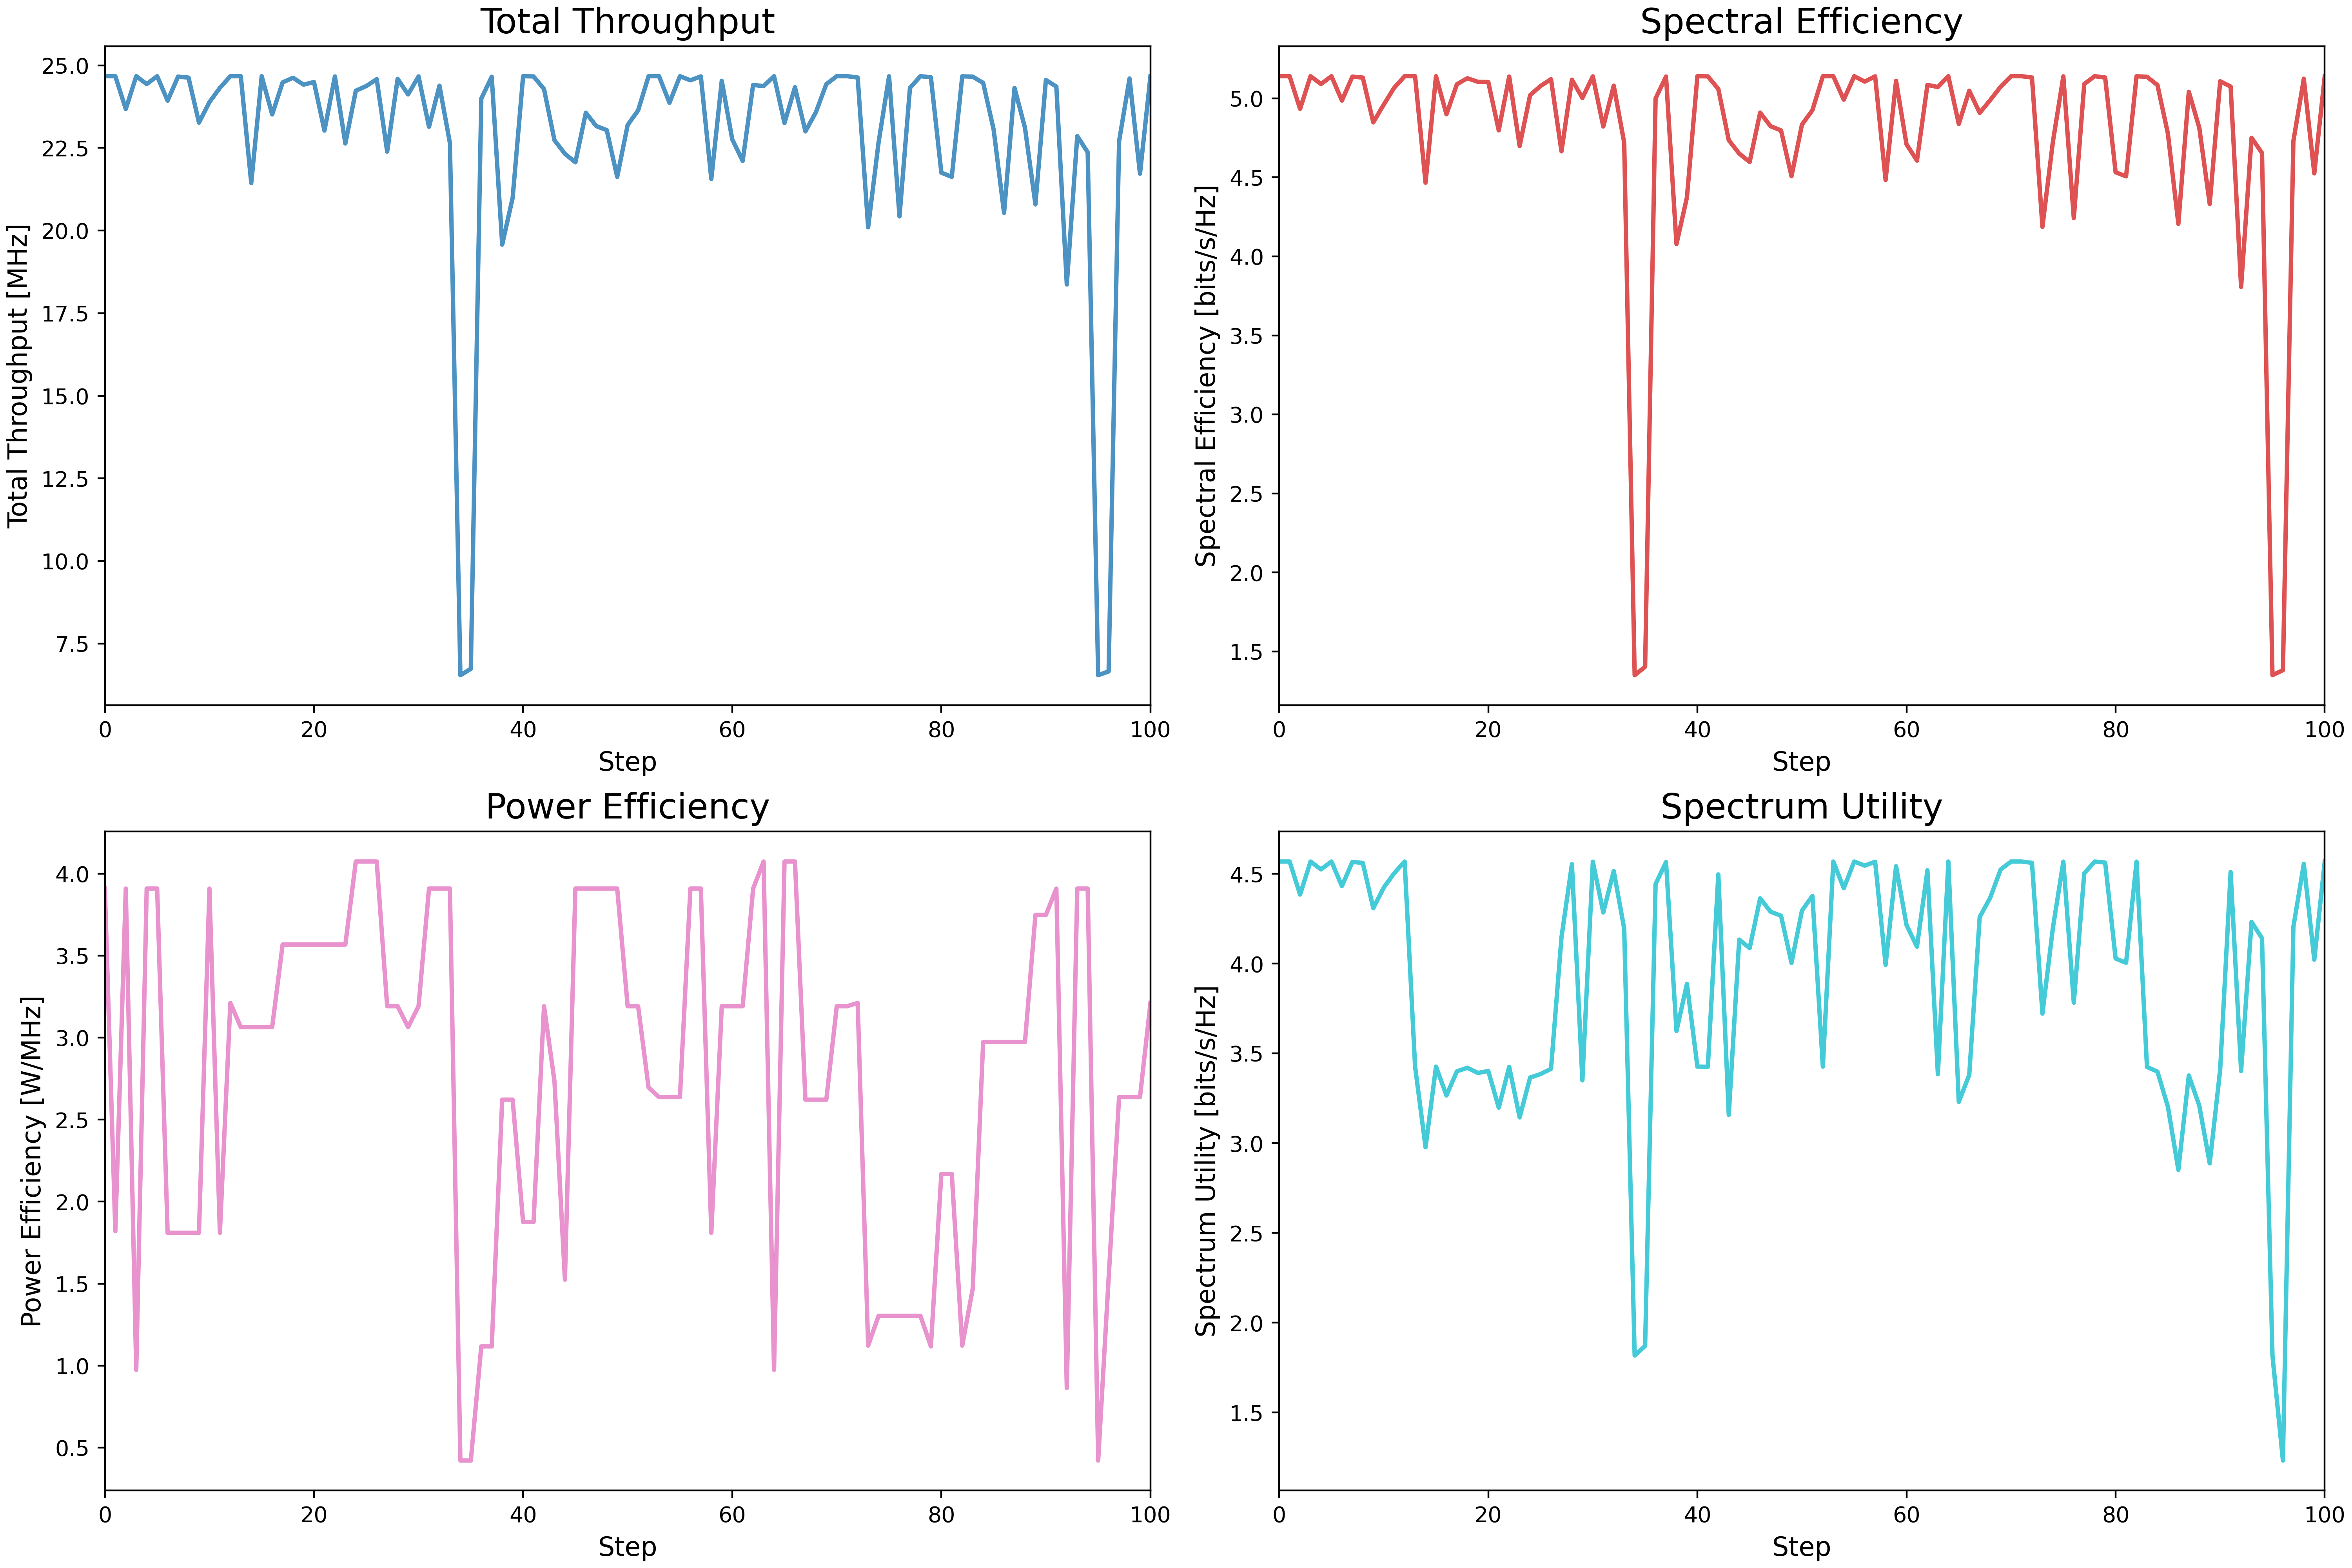 Total Throughput
Total Throughput [MHz]
25.0
22.5
20.0
17.5
15.0
12.5
10.0
7.5
0 20 40 60 80 100
Step
Spectral Efficiency
Spectral Efficiency [bits/s/Hz]
5.0
4.5
4.0
3.5
3.0
2.5
2.0
1.5
0 20 40 60 80 100
Step
Power Efficiency
Power Efficiency [W/MHz]
4.0
3.5
3.0
2.5
2.0
1.5
1.0
0.5
0 20 40 60 80 100
Step
Spectrum Utility
Spectrum Utility [bits/s/Hz]
4.5
4.0
3.5
3.0
2.5
2.0
1.5
0 20 40 60 80 100
Step